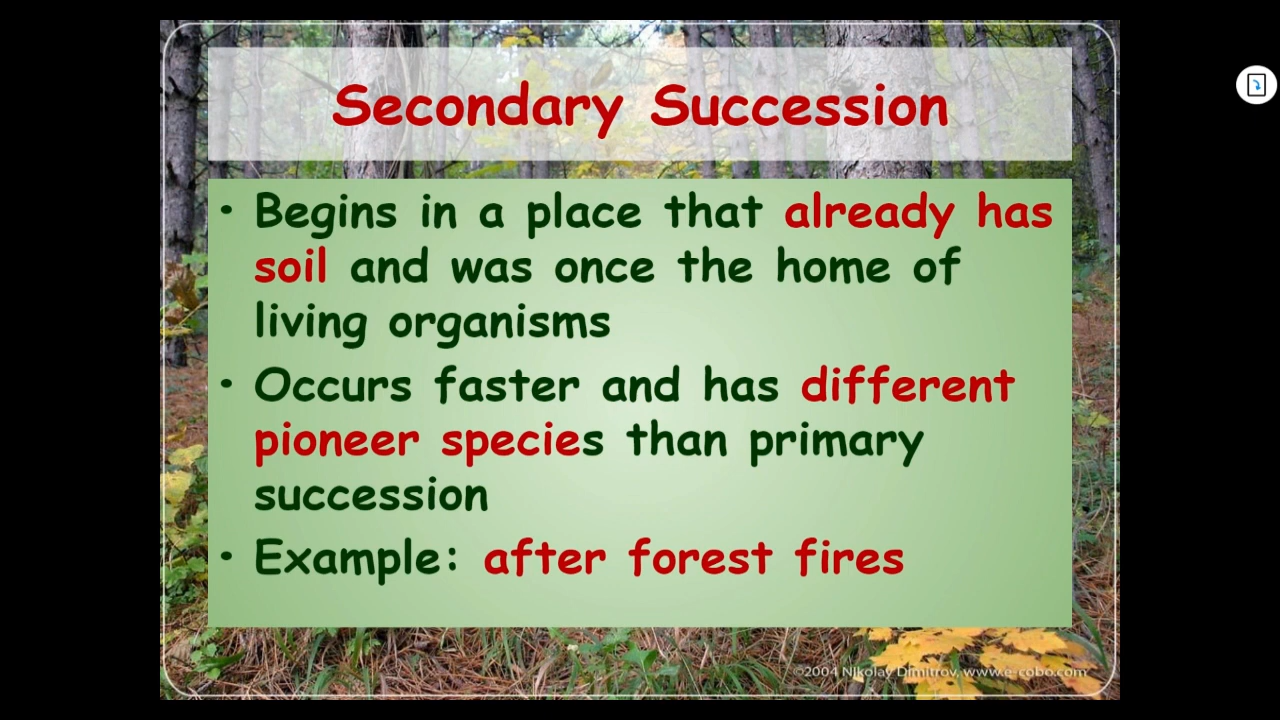 Secondary Succession
• Begins in a place that already has
soil and was once the home of
living organisms
• Occurs faster and has different
pioneer species than primary
succession
• Example: after forest fires
©2004 Nikolay Dimitrov, www.e-cobo.com